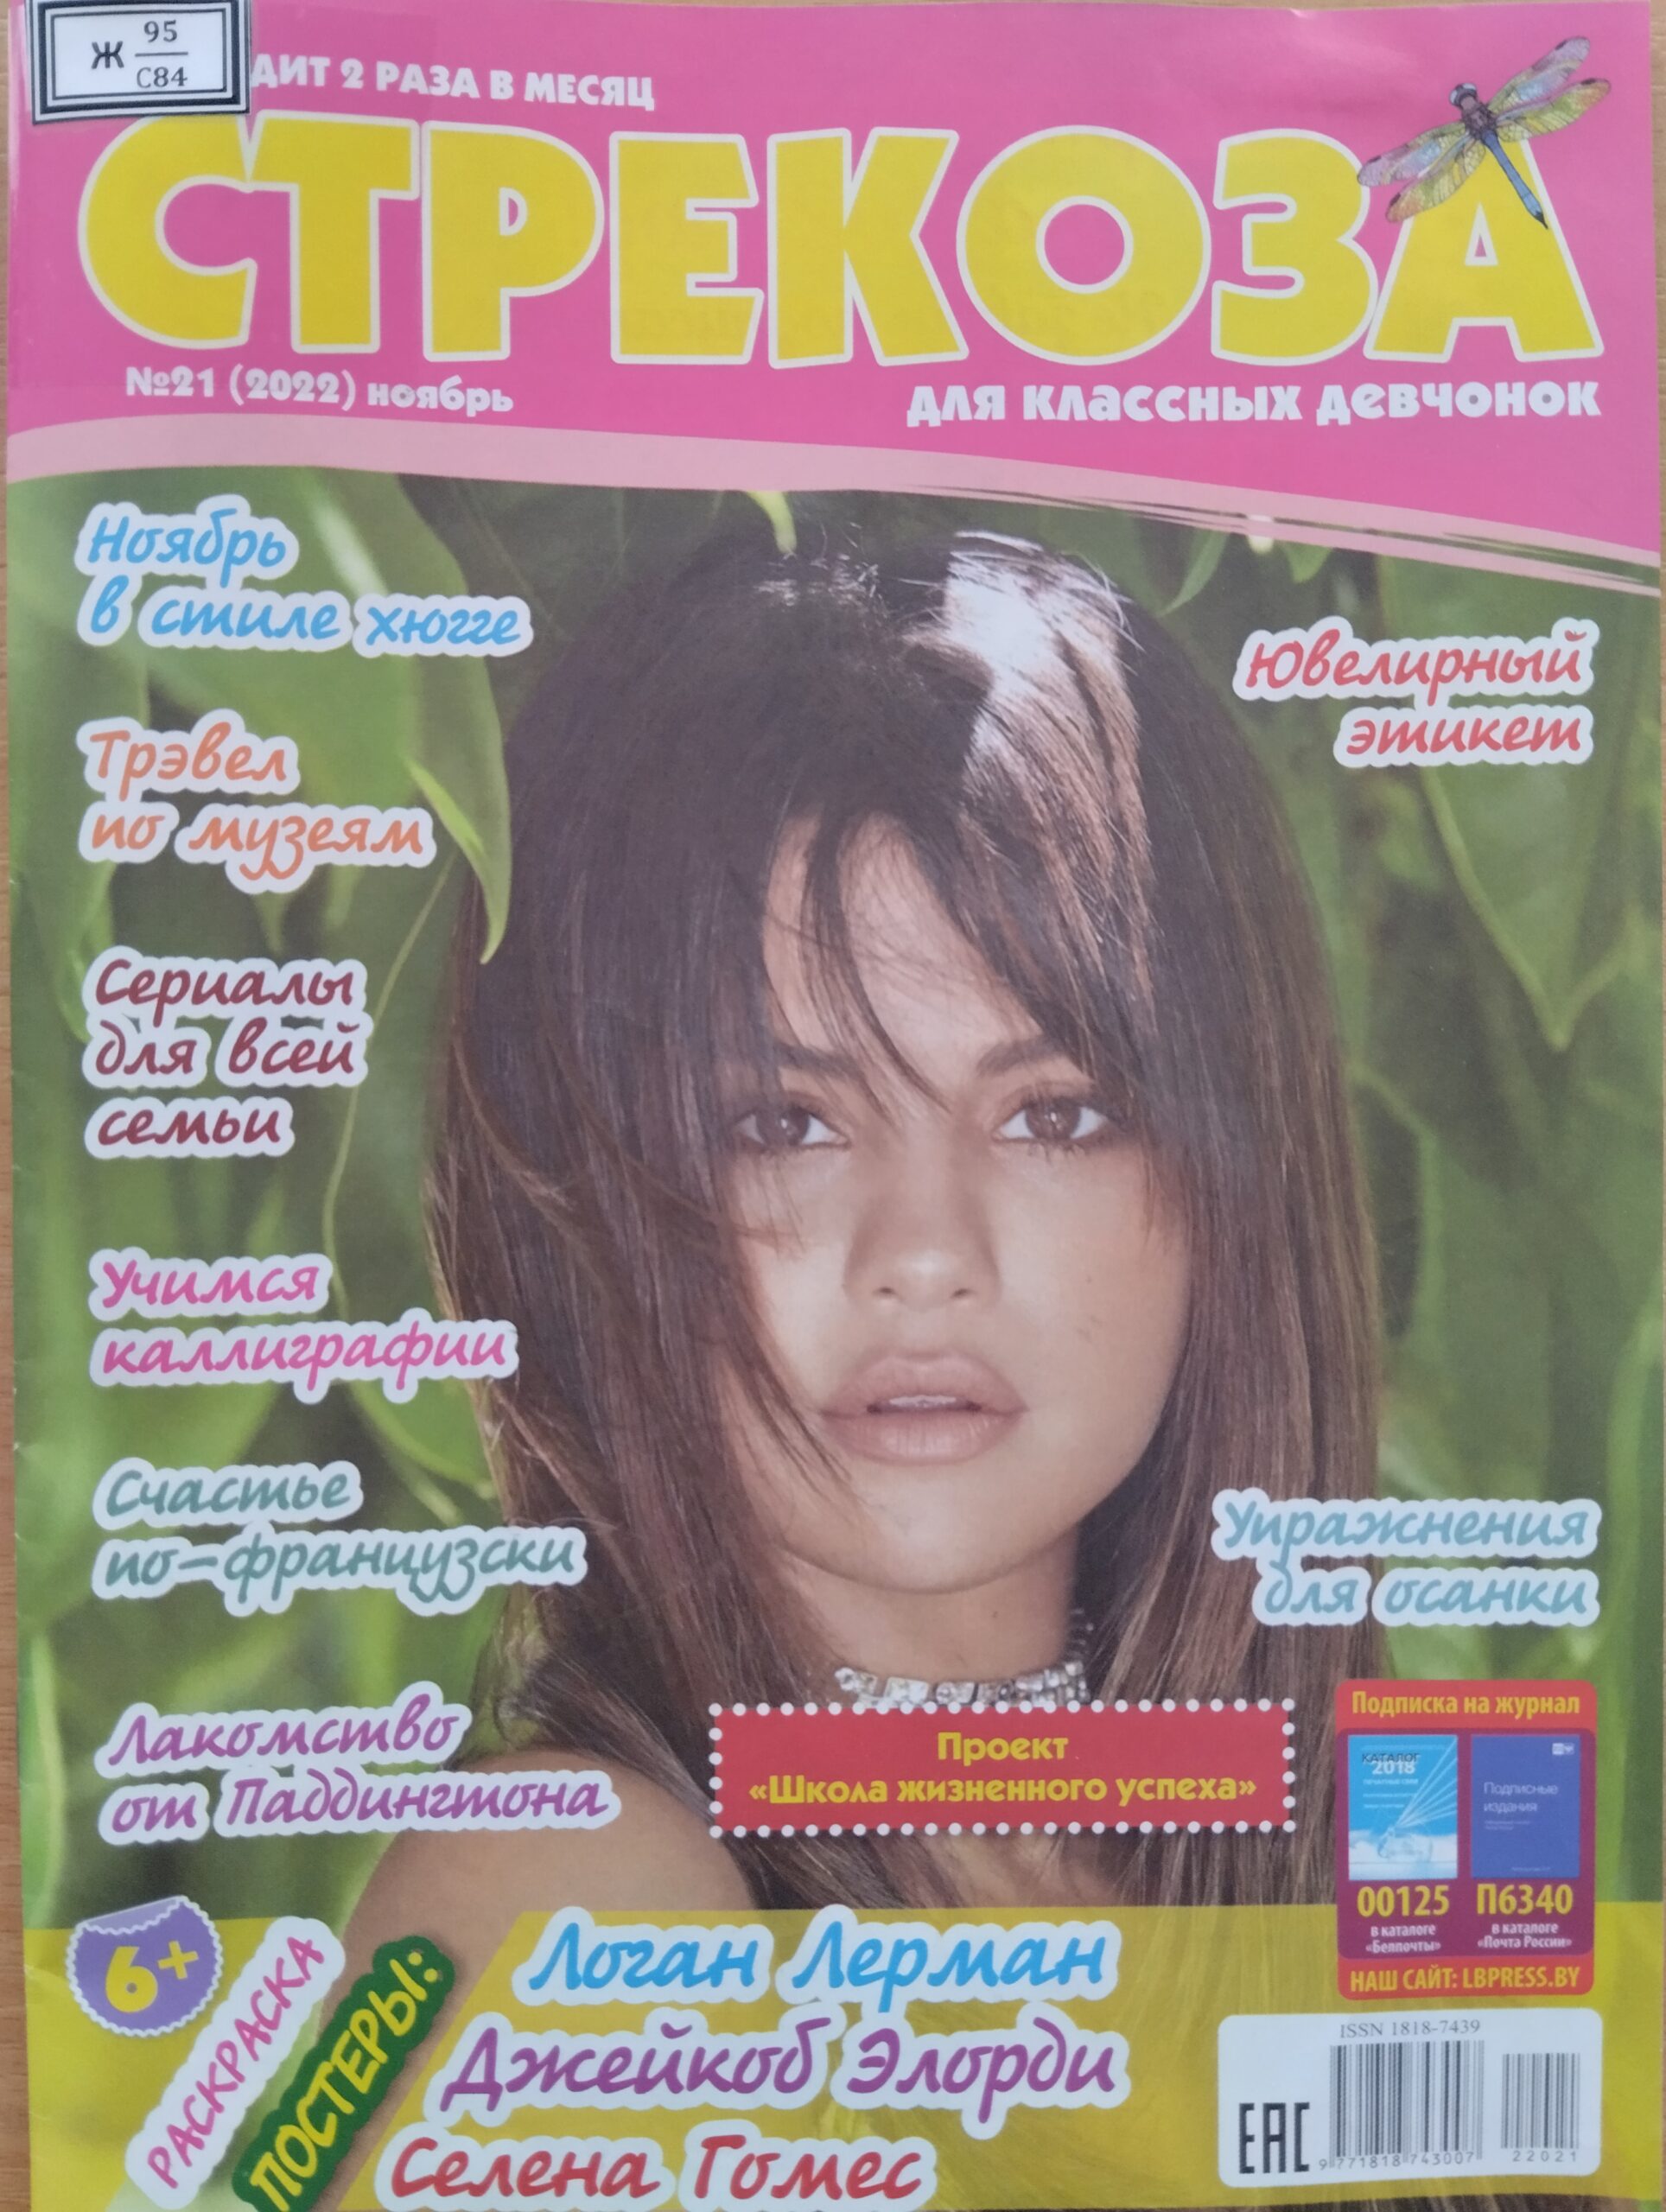 Ж 95
С84
ДИТ 2 РАЗА В МЕСЯЦ
СТРЕКОЗА
№21 (2022) ноябрь
для классных девчонок
Ноябрь
в стиле хюгге
Ювелирный
этикет
Трэвел
по музеям
Сериалы
для всей
семьи
Учимся
каллиграфии
Счастье
по-французски
Упражнения
для осанки
Лакомство
от Паддингтона
Проект
«Школа жизненного успеха»
Подписка на журнал
КАТАЛОГ
2018
Подписные
издания
00125
в каталоге
«Белпочты»
П6340
в каталоге
«Почта России»
НАШ САЙТ: LBPRESS.BY
6+
РАСКРАСКА
ПОСТЕРЫ:
Логан Лерман
Джейкоб Элорди
Селена Гомес
ISSN 1818-7439
EAC
9 771818 743007
22021